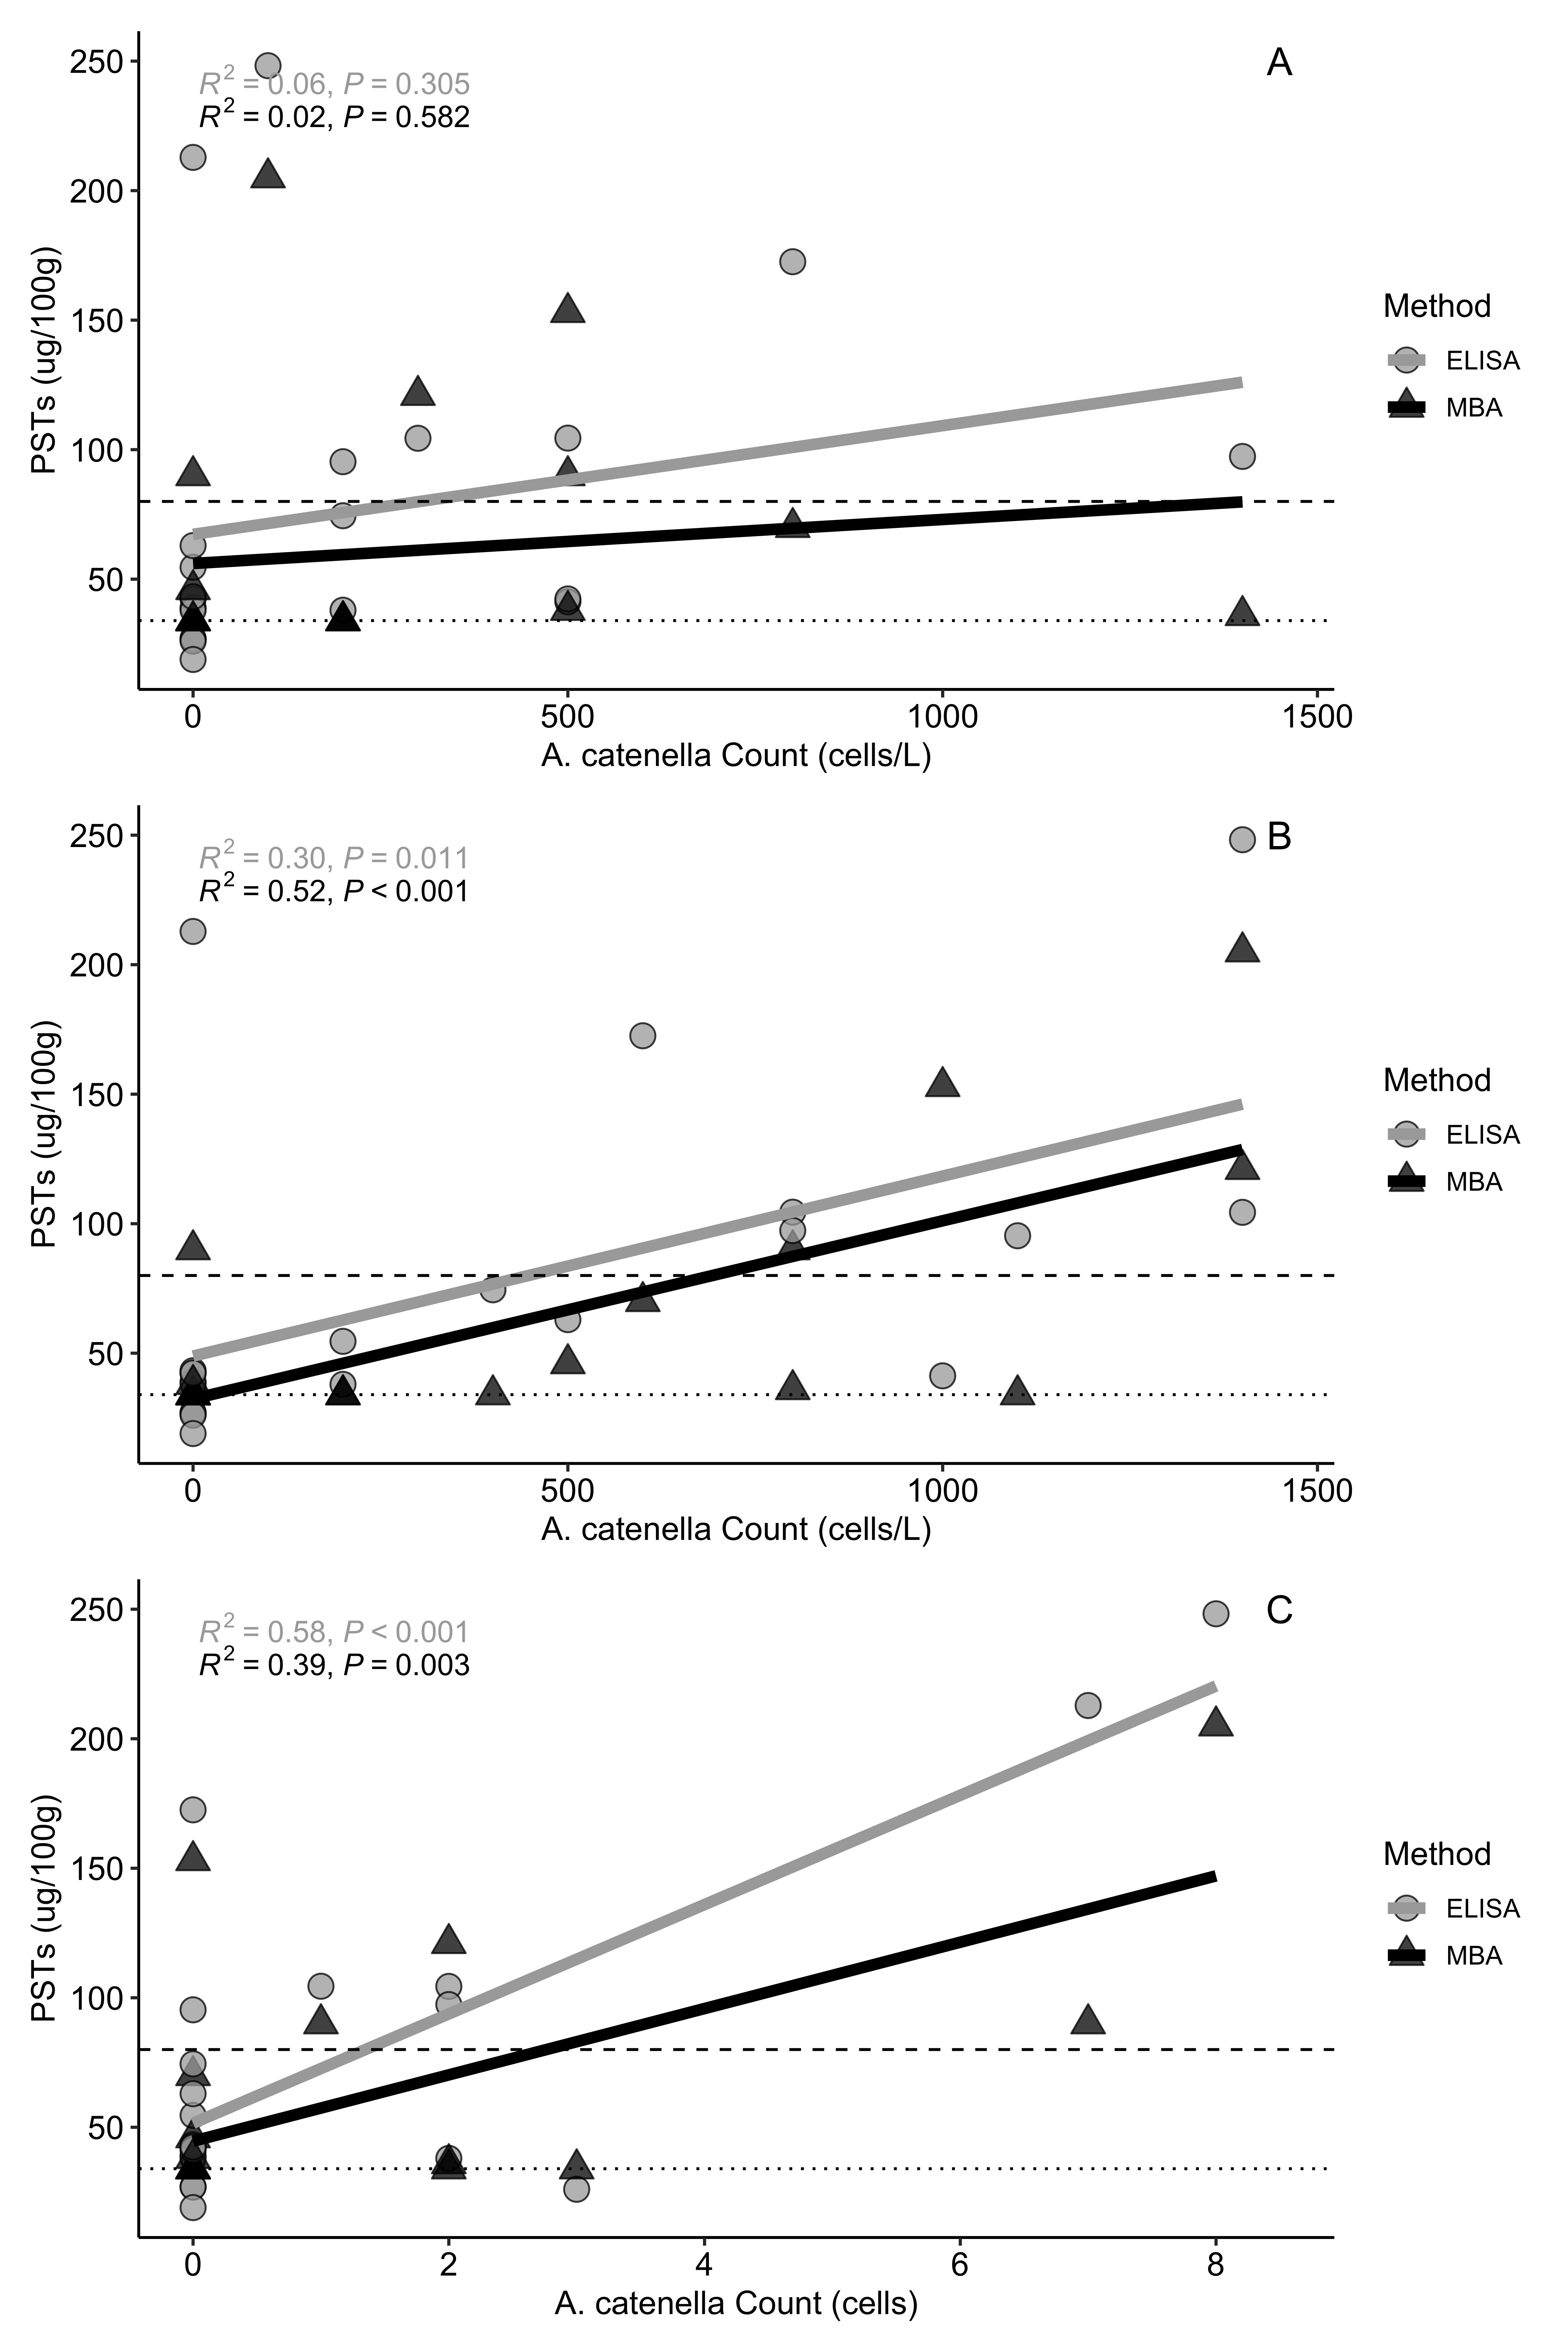 A
R² = 0.06, P = 0.305
R² = 0.02, P = 0.582
250
200
150
100
50
PSTs (ug/100g)
0 500 1000 1500
A. catenella Count (cells/L)
Method
ELISA
MBA
B
R² = 0.30, P = 0.011
R² = 0.52, P < 0.001
250
200
150
100
50
PSTs (ug/100g)
0 500 1000 1500
A. catenella Count (cells/L)
Method
ELISA
MBA
C
R² = 0.58, P < 0.001
R² = 0.39, P = 0.003
250
200
150
100
50
PSTs (ug/100g)
0 2 4 6 8
A. catenella Count (cells)
Method
ELISA
MBA